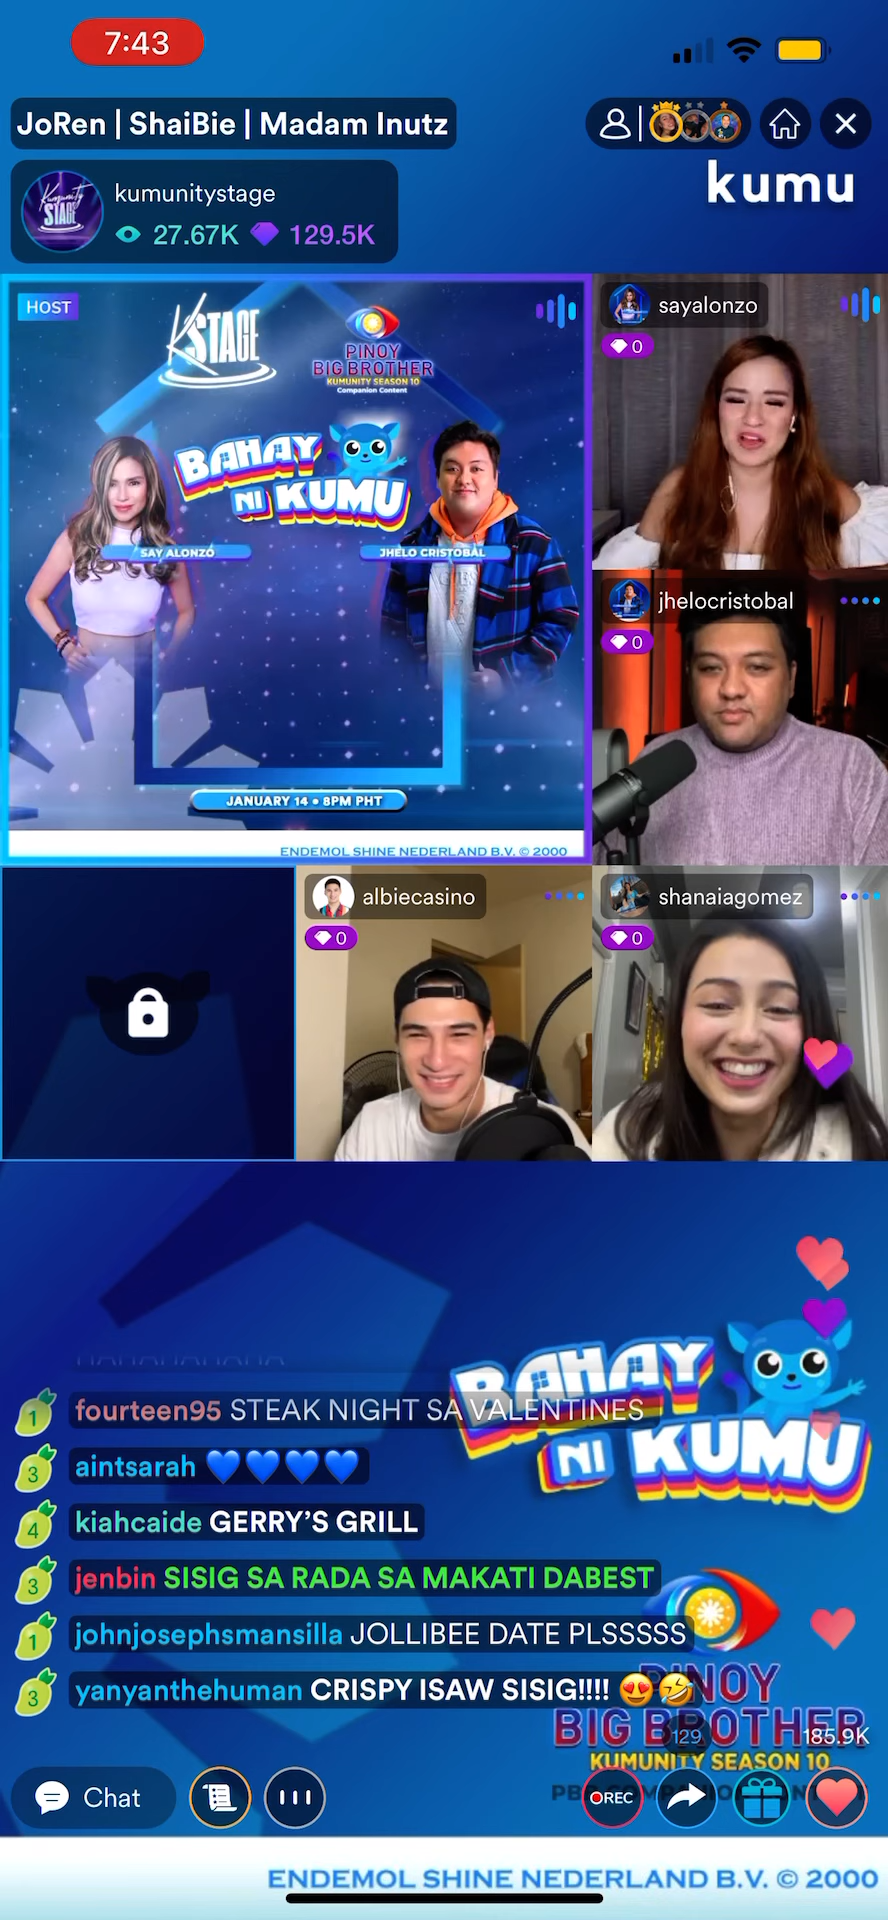 7:43
JoRen | ShaiBie | Madam Inutz
kumunitystage
27.67K 129.5K
kumu
HOST
KSTAGE
PINOY
BIG BROTHER
KUMUNITY SEASON 10
Companion Content
BAHAY
NI KUMU
SAY ALONZO
JHELO CRISTOBAL
JANUARY 14 • 8PM PHT
ENDEMOL SHINE NEDERLAND B.V. © 2000
sayalonzo
0
jhelocristobal
0
albiecasino
0
shanaiagomez
0
BAHAY
NI KUMU
1 fourteen95 STEAK NIGHT SA VALENTINES
3 aintsarah 💙💙💙💙
4 kiahcaide GERRY'S GRILL
3 jenbin SISIG SA RADA SA MAKATI DABEST
1 johnjosephsmansilla JOLLIBEE DATE PLSSSSS
3 yanyanthehuman CRISPY ISAW SISIG!!!! 😍🤣
PINOY
BIG BROTHER
KUMUNITY SEASON 10
129
185.9K
Chat
REC
ENDEMOL SHINE NEDERLAND B.V. © 2000